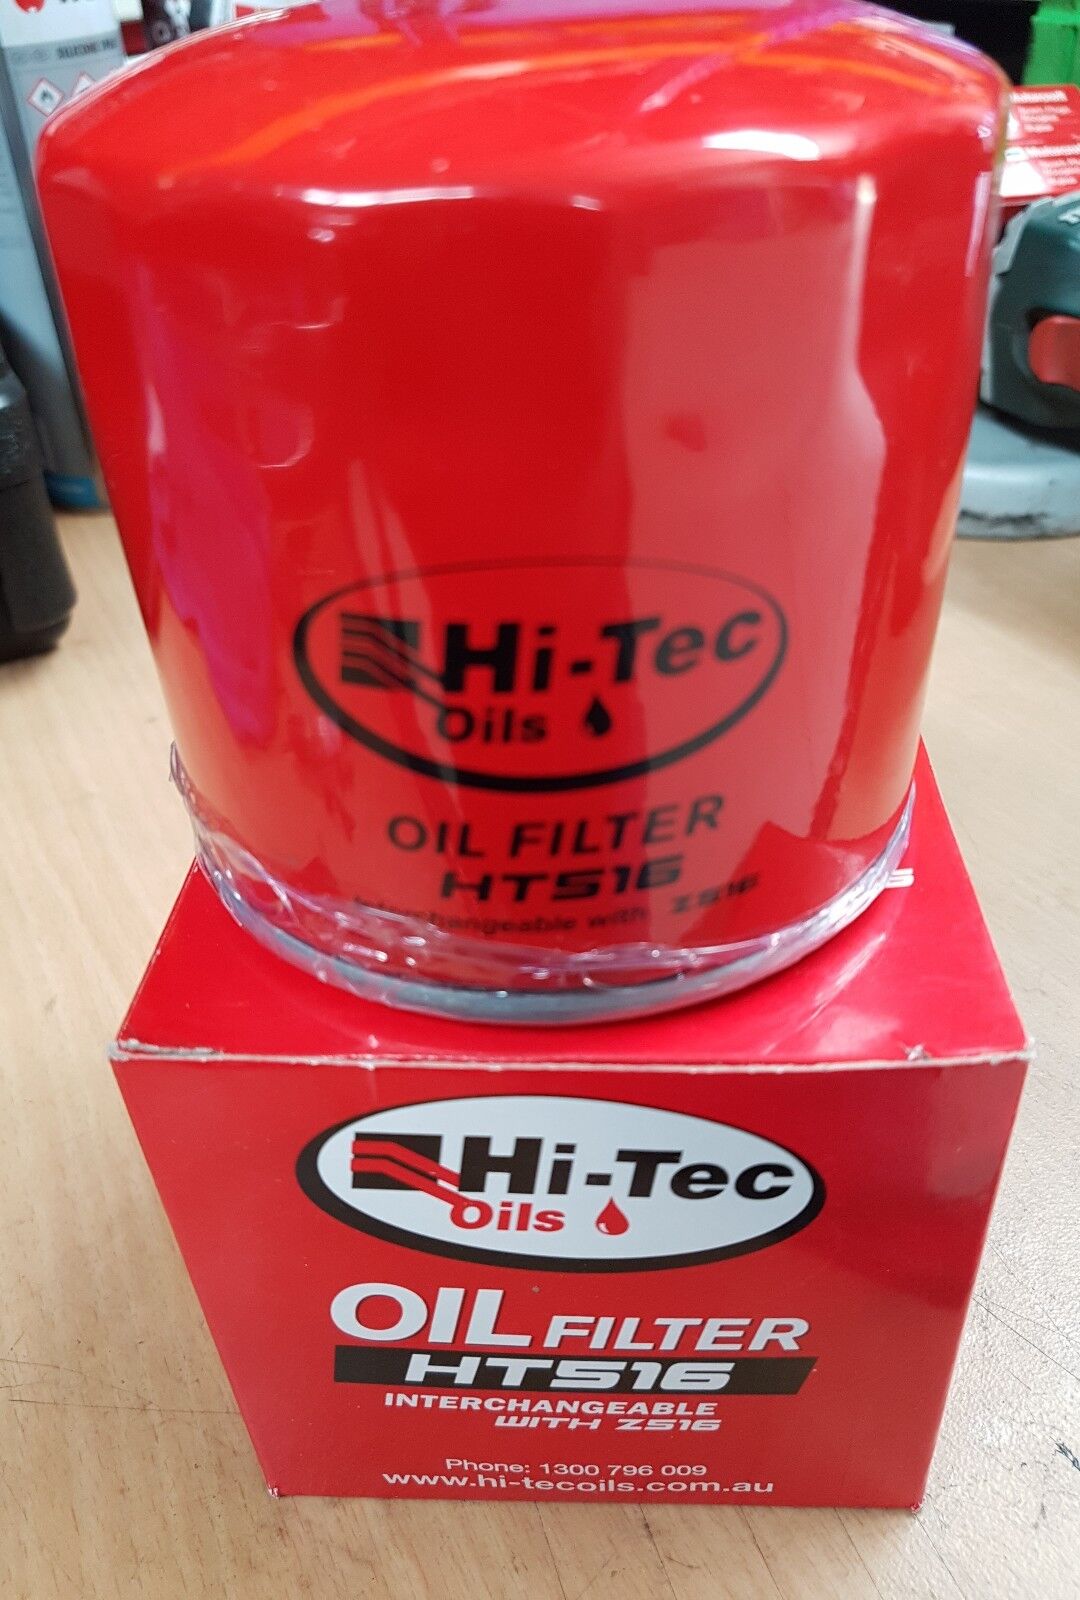 Hi-Tec
Oils
OIL FILTER
HT516
Interchangeable with Z516
Hi-Tec
Oils
OIL FILTER
HT516
INTERCHANGEABLE
WITH Z516
Phone: 1300 796 009
www.hi-tecoils.com.au